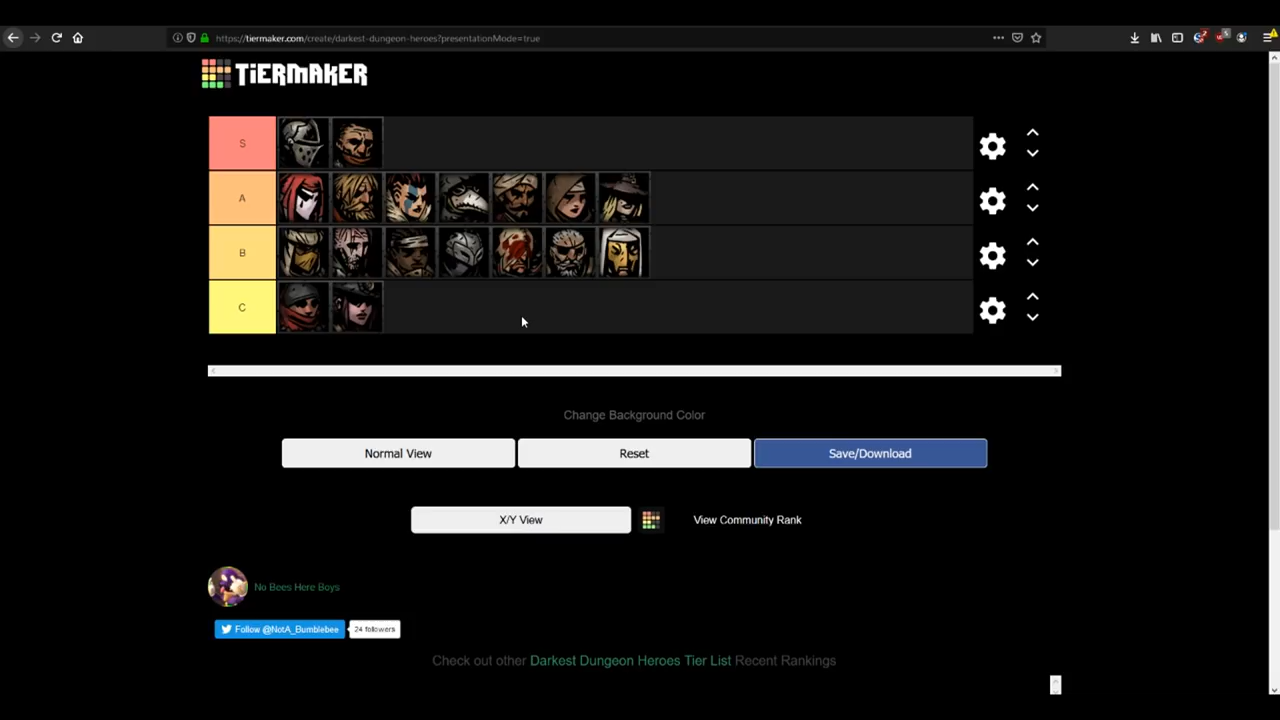 https://tiermaker.com/create/darkest-dungeon-heroes?presentationMode=true
TiERMAKER
S
A
B
C
Change Background Color
Normal View
Reset
Save/Download
X/Y View
View Community Rank
No Bees Here Boys
Follow @NotA_Bumblebee
24 followers
Check out other Darkest Dungeon Heroes Tier List Recent Rankings